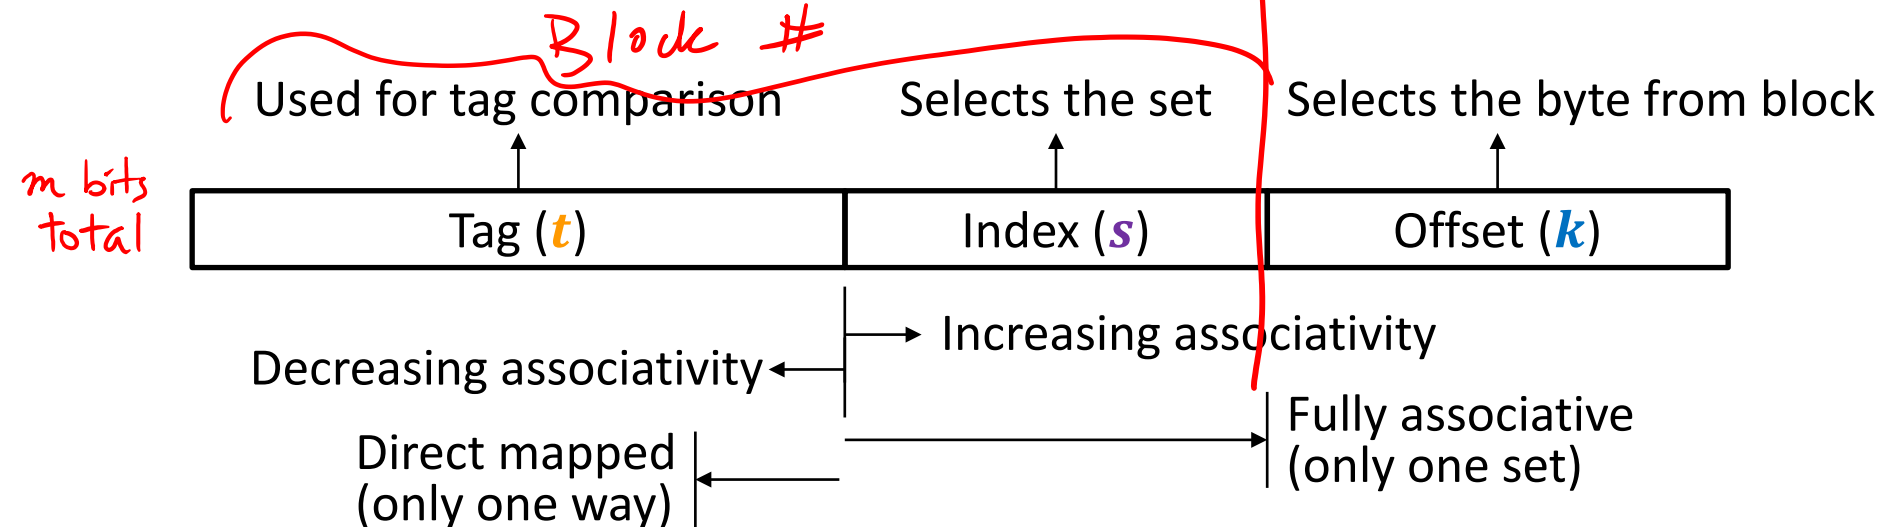 Block #
Used for tag comparison
Selects the set
Selects the byte from block
m bits
total
Tag (t)
Index (s)
Offset (k)
Increasing associativity
Decreasing associativity
Fully associative
(only one set)
Direct mapped
(only one way)